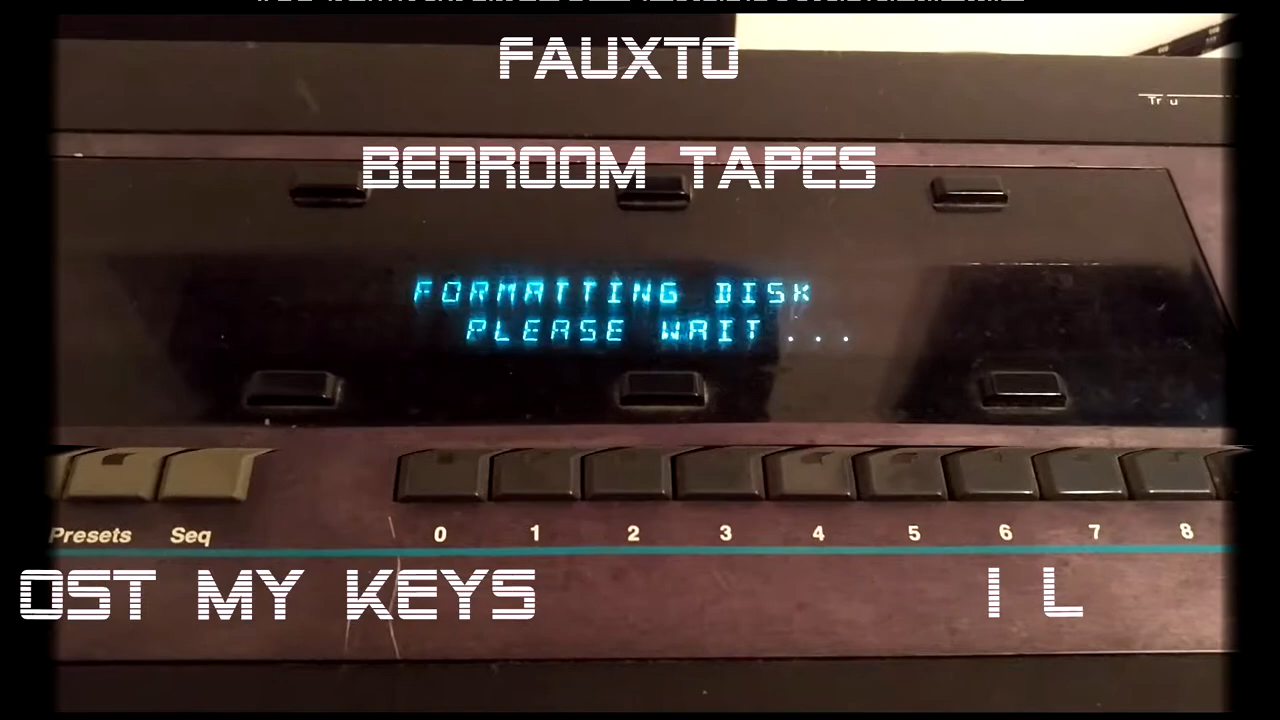 FAUXTO
BEDROOM TAPES
FORMATTING DISK
PLEASE WAIT...
Presets Seq 0 1 2 3 4 5 6 7 8
OST MY KEYS I L